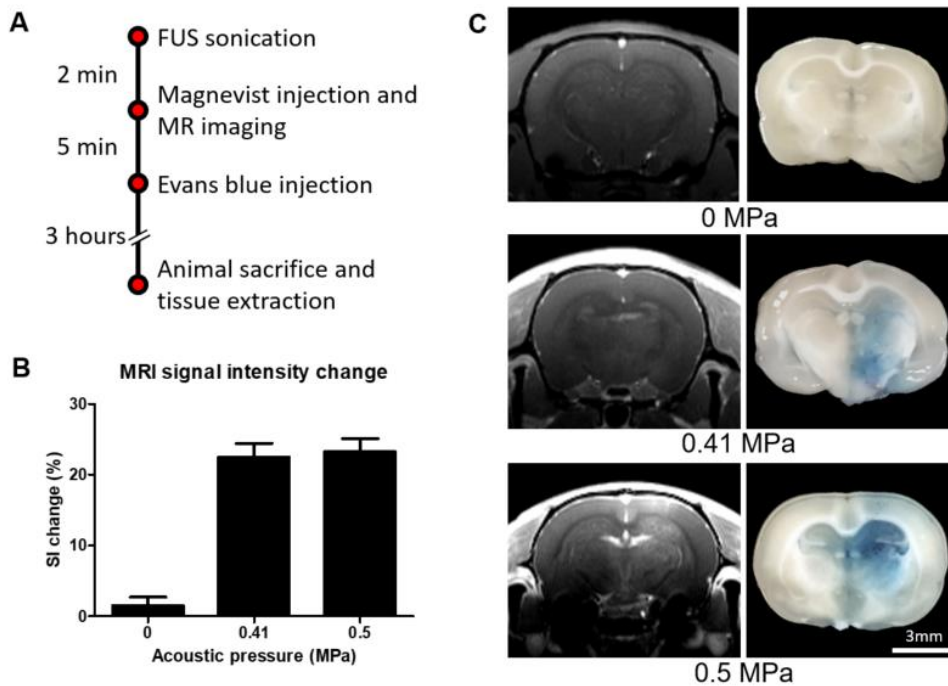 A
FUS sonication
2 min
Magnevist injection and
MR imaging
5 min
Evans blue injection
3 hours
Animal sacrifice and
tissue extraction
B
MRI signal intensity change
SI change (%)
30
20
10
0
0
0.41
0.5
Acoustic pressure (MPa)
C
0 MPa
0.41 MPa
3mm
0.5 MPa